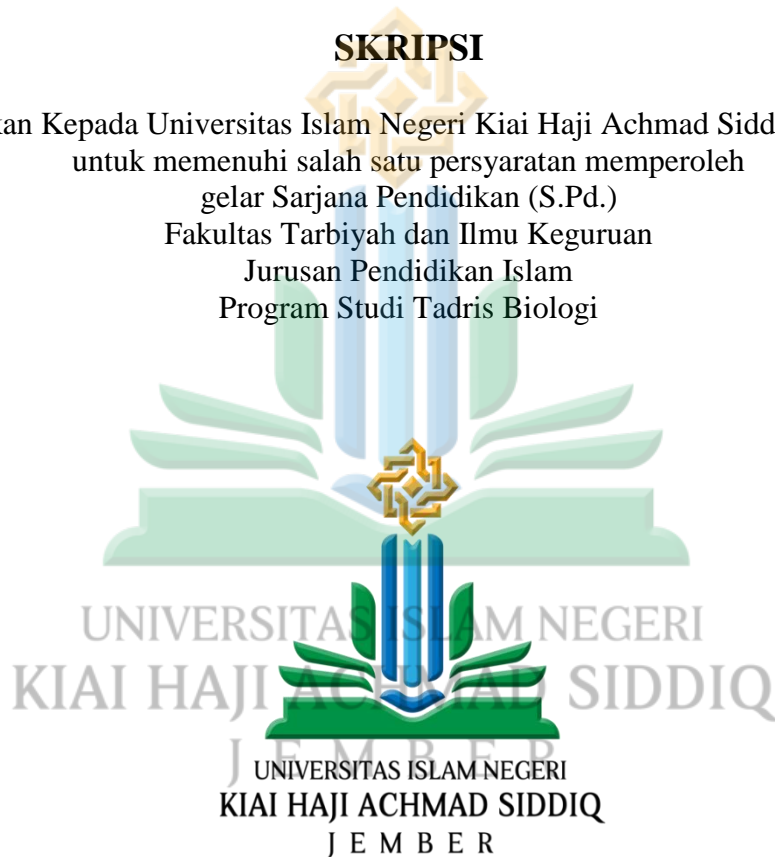 SKRIPSI
Kepada Universitas Islam Negeri Kiai Haji Achmad
untuk memenuhi salah satu persyaratan memperoleh
gelar Sarjana Pendidikan (S.Pd.)
Fakultas Tarbiyah dan Ilmu Keguruan
Jurusan Pendidikan Islam
Program Studi Tadris Biologi
UNIVERSITAS ISLAM NEGERI
KIAI HAJI ACHMAD SIDDIQ
JEMBER
UNIVERSITAS ISLAM NEGERI
KIAI HAJI ACHMAD SIDDIQ
JEMBER